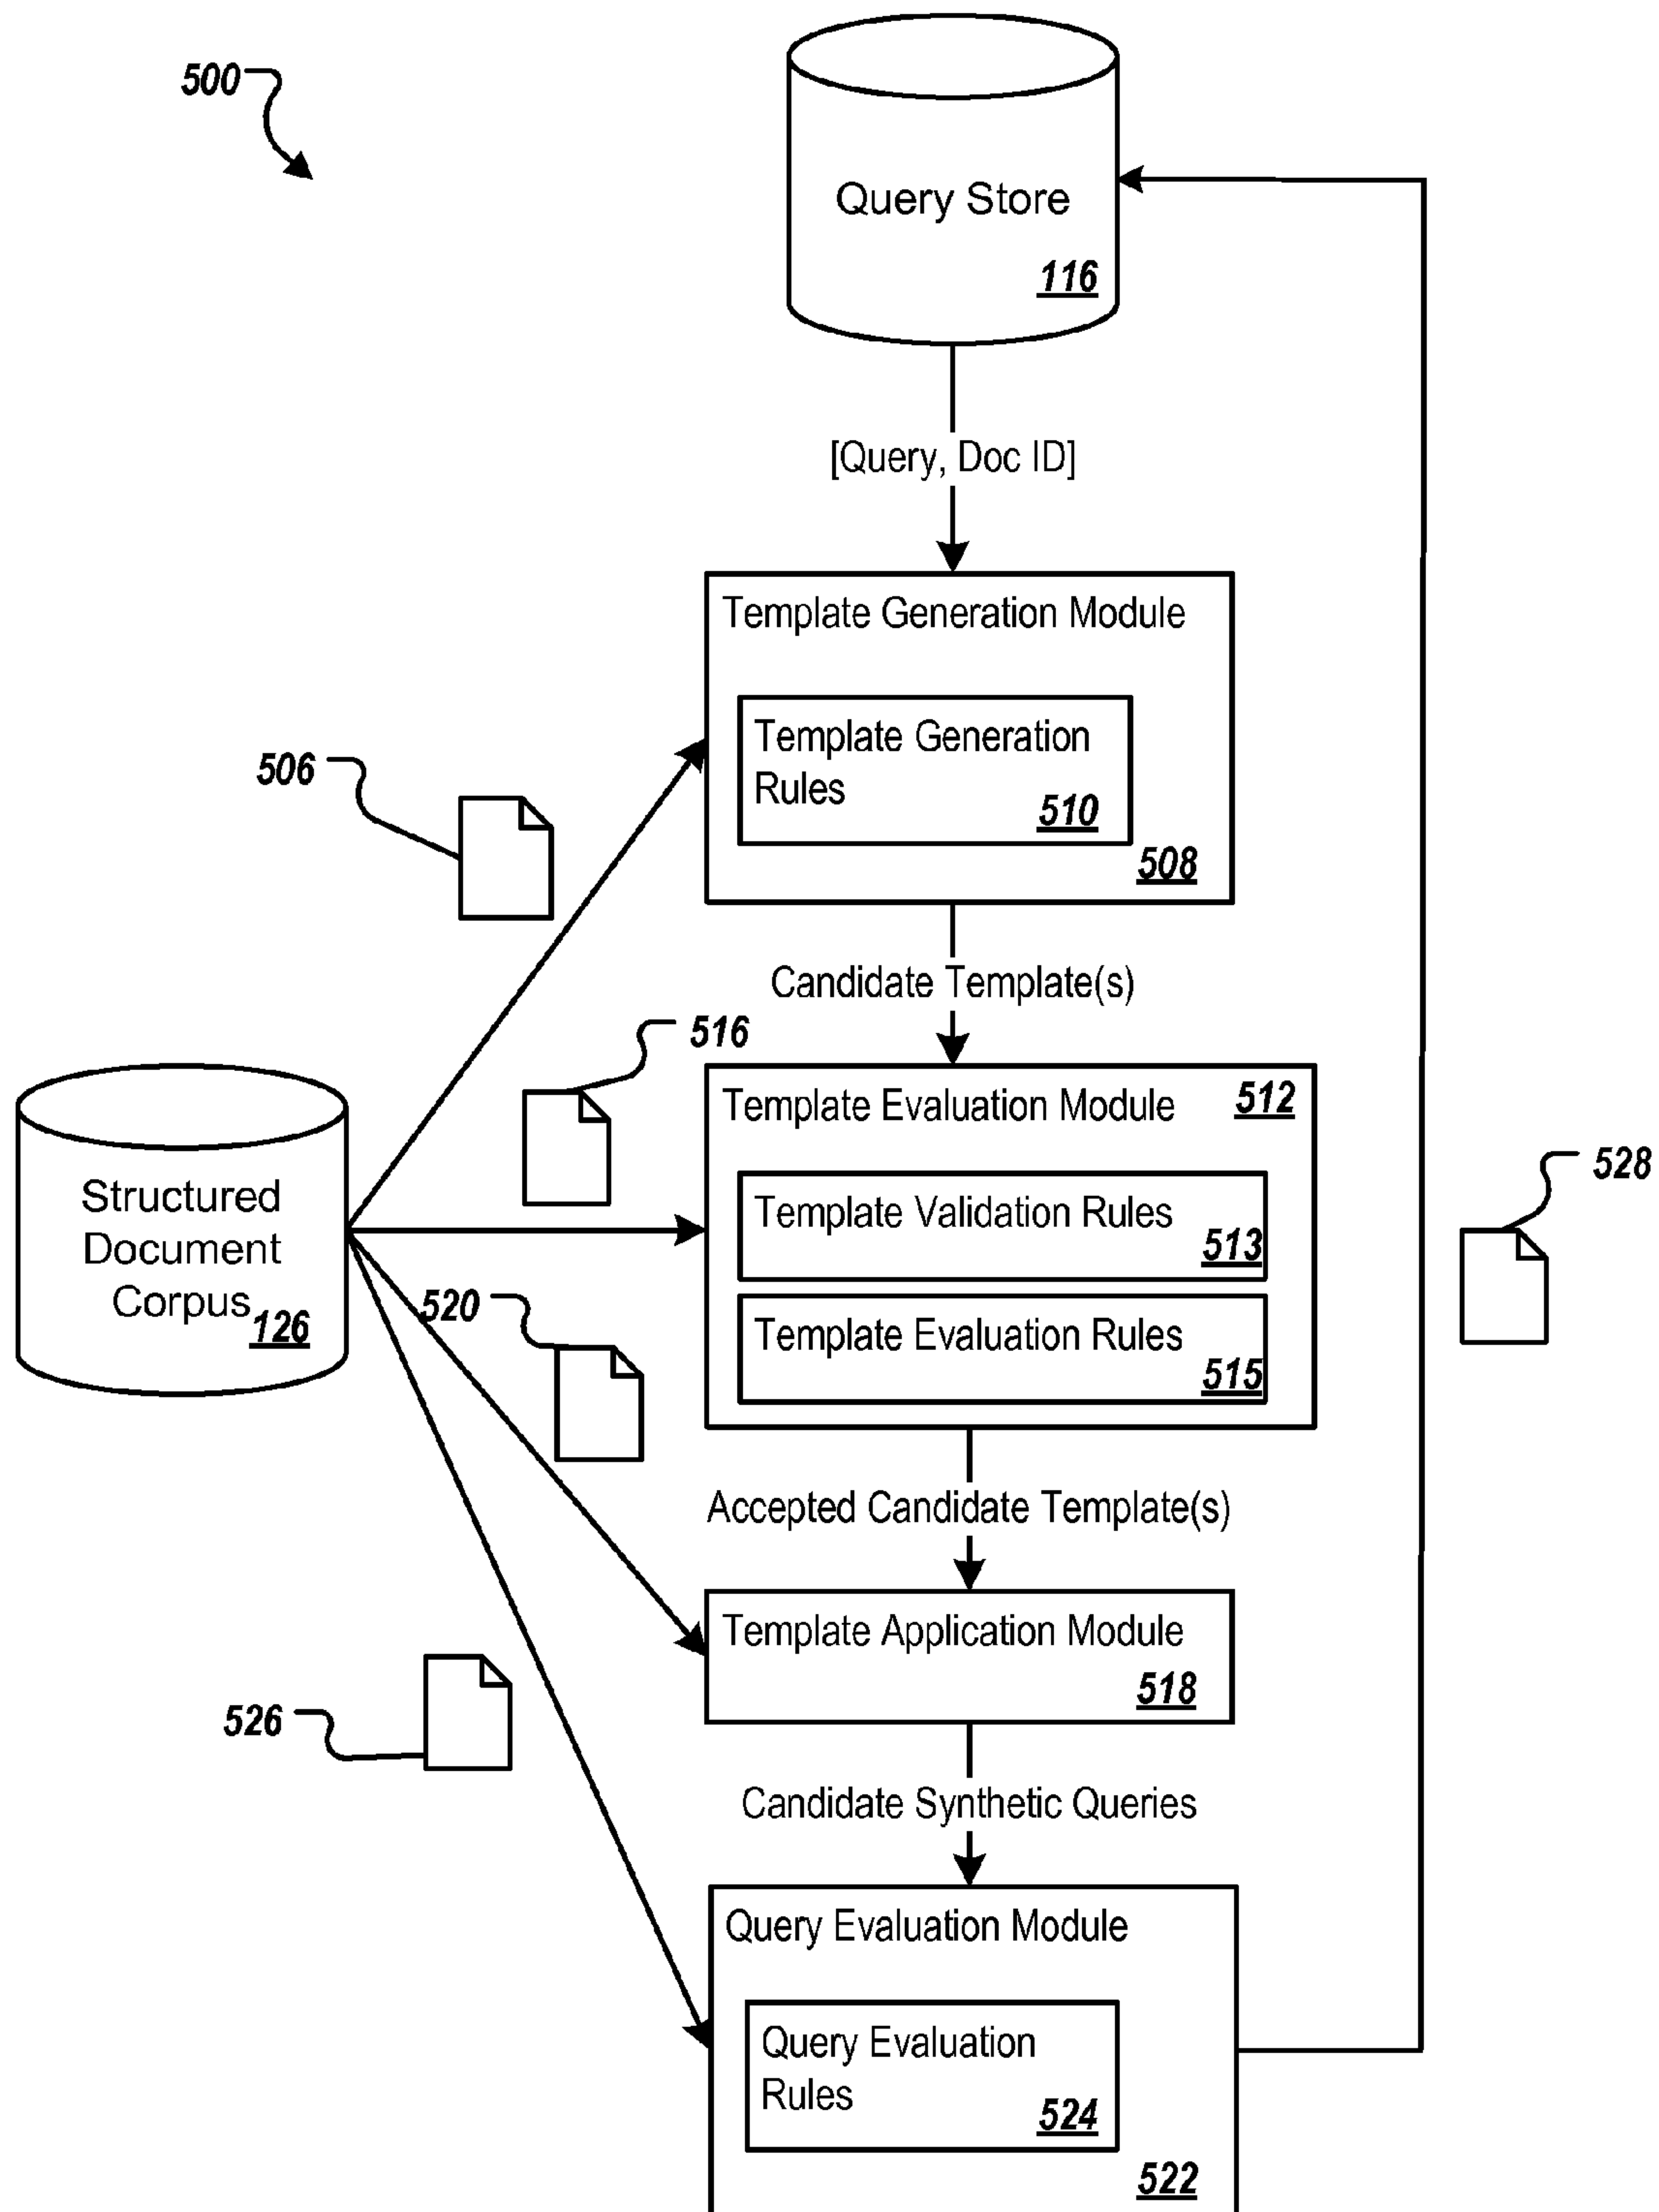 500
Query Store
116
[Query, Doc ID]
Template Generation Module
Template Generation
Rules
510
508
506
Candidate Template(s)
516
Template Evaluation Module
512
Template Validation Rules
513
Template Evaluation Rules
515
Structured
Document
Corpus
126
520
528
Accepted Candidate Template(s)
Template Application Module
518
526
Candidate Synthetic Queries
Query Evaluation Module
Query Evaluation
Rules
524
522